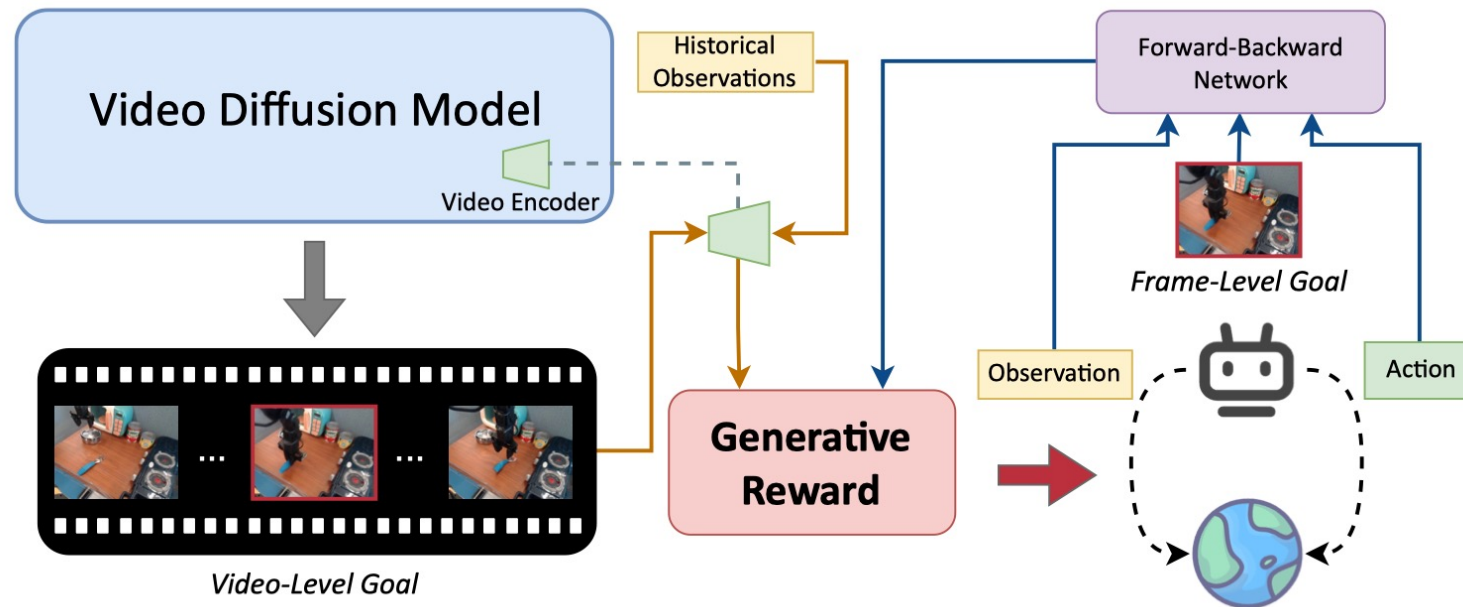 Video Diffusion Model
Video Encoder
Historical
Observations
Forward-Backward
Network
Frame-Level Goal
Observation
Action
...
...
Generative
Reward
Video-Level Goal